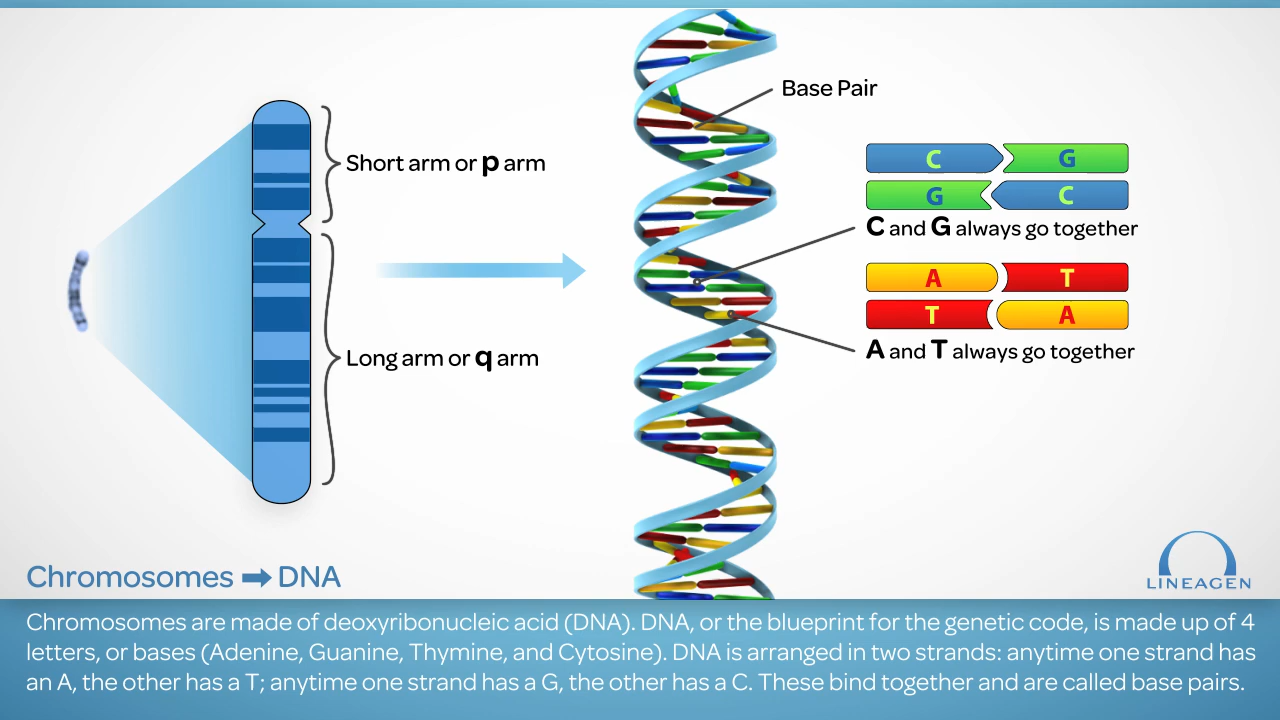 Base Pair
Short arm or p arm
Long arm or q arm
C G
G C
C and G always go together
A T
T A
A and T always go together
Chromosomes ➡ DNA
LINEAGEN
Chromosomes are made of deoxyribonucleic acid (DNA). DNA, or the blueprint for the genetic code, is made up of 4
letters, or bases (Adenine, Guanine, Thymine, and Cytosine). DNA is arranged in two strands: anytime one strand has
an A, the other has a T; anytime one strand has a G, the other has a C. These bind together and are called base pairs.